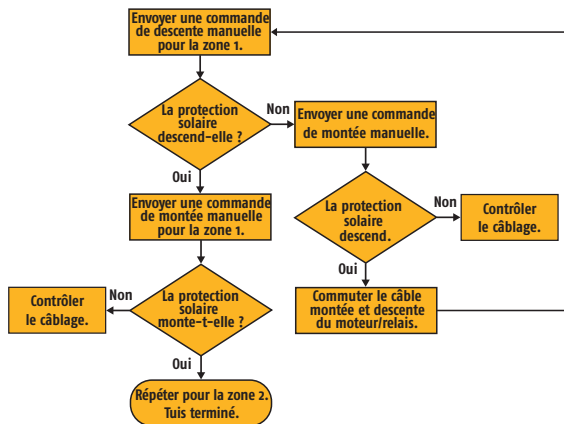 Envoyer une commande
de descente manuelle
pour la zone 1.
La protection
solaire
descend-elle ?
Non
Envoyer une commande
de montée manuelle.
Oui
Envoyer une commande
de montée manuelle
pour la zone 1.
La protection
solaire
descend.
Non
Contrôler
le câblage.
Oui
Commuter le câble
montée et descente
du moteur/relais.
La protection
solaire
monte-t-elle ?
Non
Contrôler
le câblage.
Oui
Répéter pour la zone 2.
Tuis terminé.